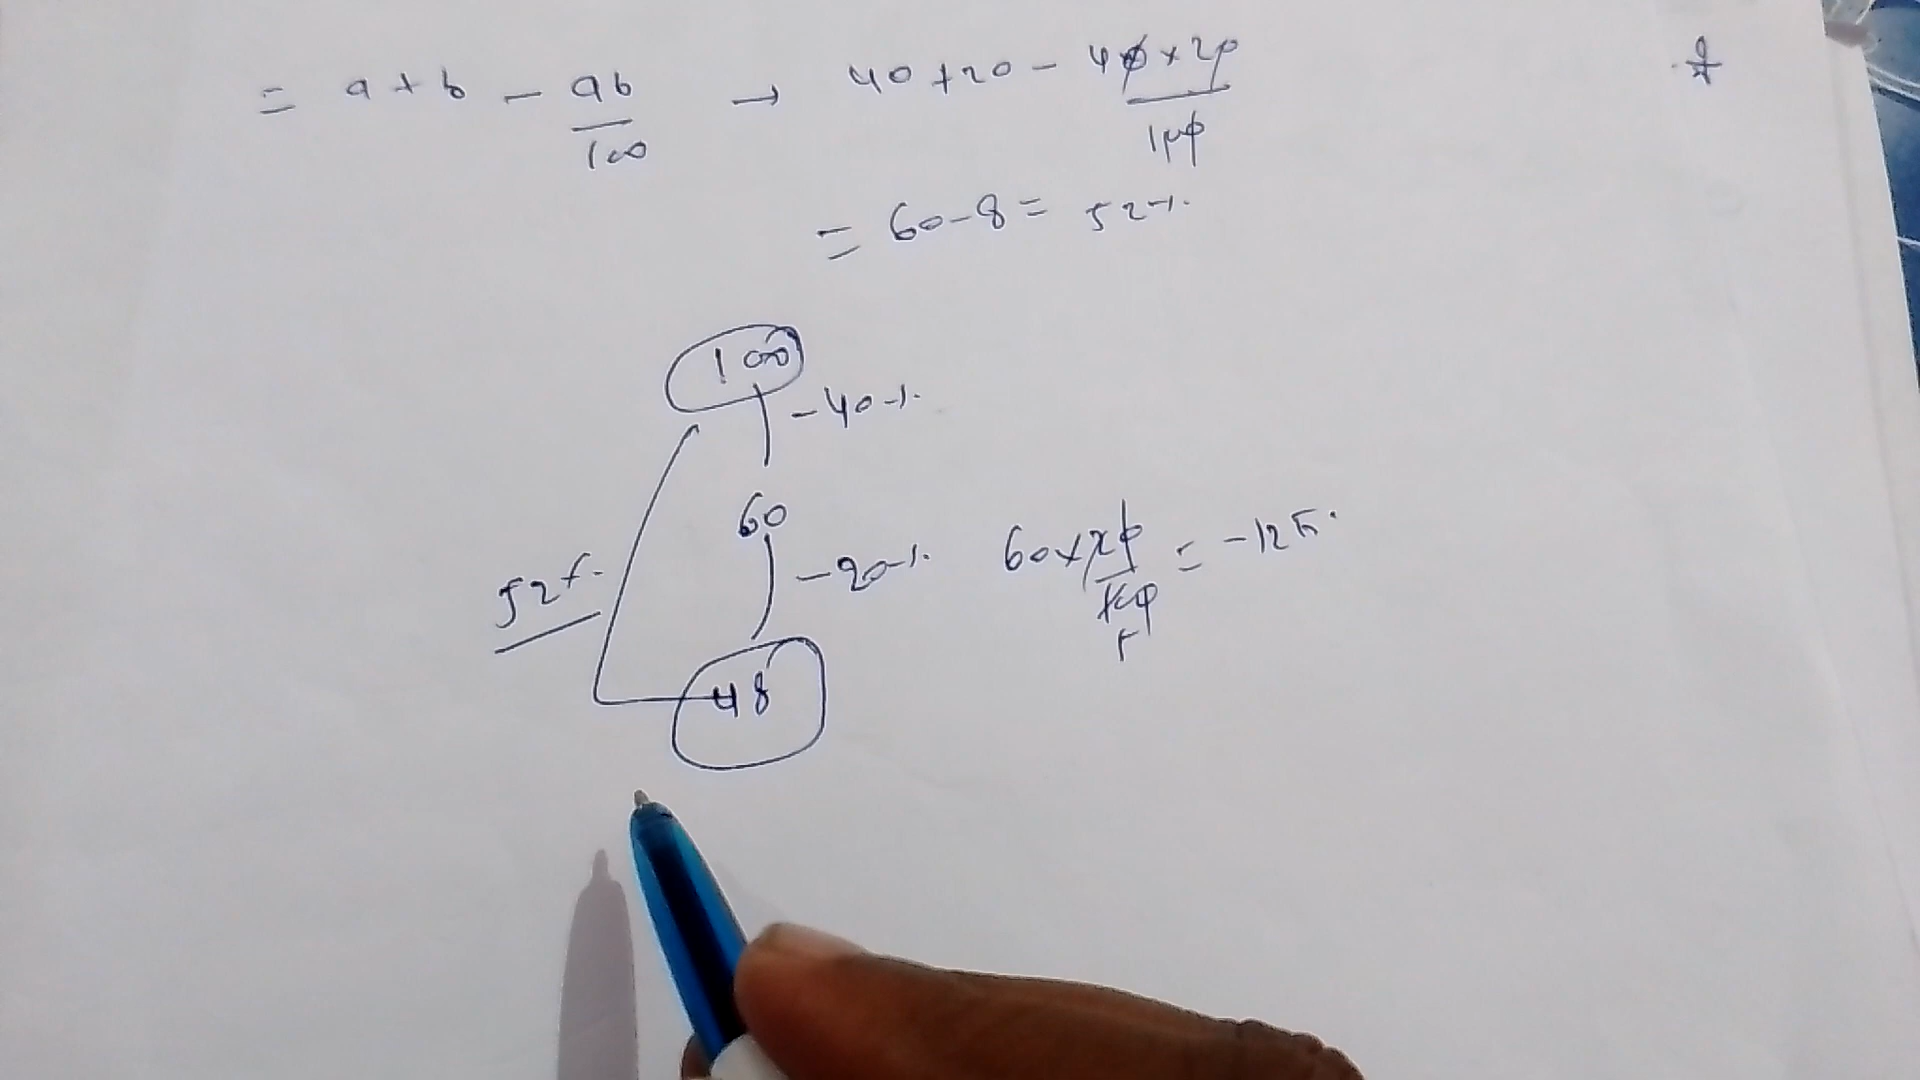 = a + b - ab/100 → 40 + 20 - 40 × 20/100
= 60 - 8 = 52%
100
- 40%
60
- 20% 60 × 20/100 = -12
52%
5
48